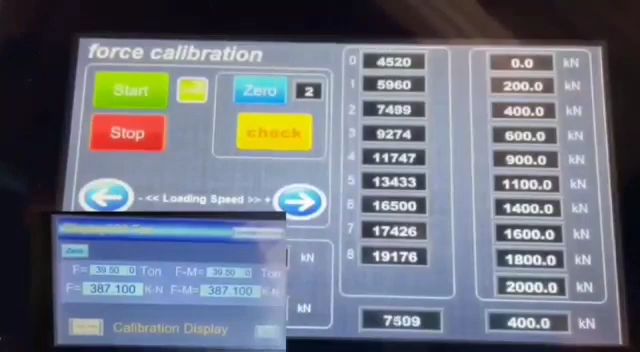 force calibration
Start
Zero 2
Stop
check
- << Loading Speed >> +
0 4520 0.0 kN
1 5960 200.0 kN
2 7499 400.0 kN
3 9274 600.0 kN
4 11747 900.0 kN
5 13433 1100.0 kN
6 16500 1400.0 kN
7 17426 1600.0 kN
8 19176 1800.0 kN
2000.0 kN
7509 400.0 kN
kN
kN
Zero
F= 39.50 0 Ton F-M= 39.50 0 Ton
F= 387.100 K-N F-M= 387.100 K-N
Calibration Display